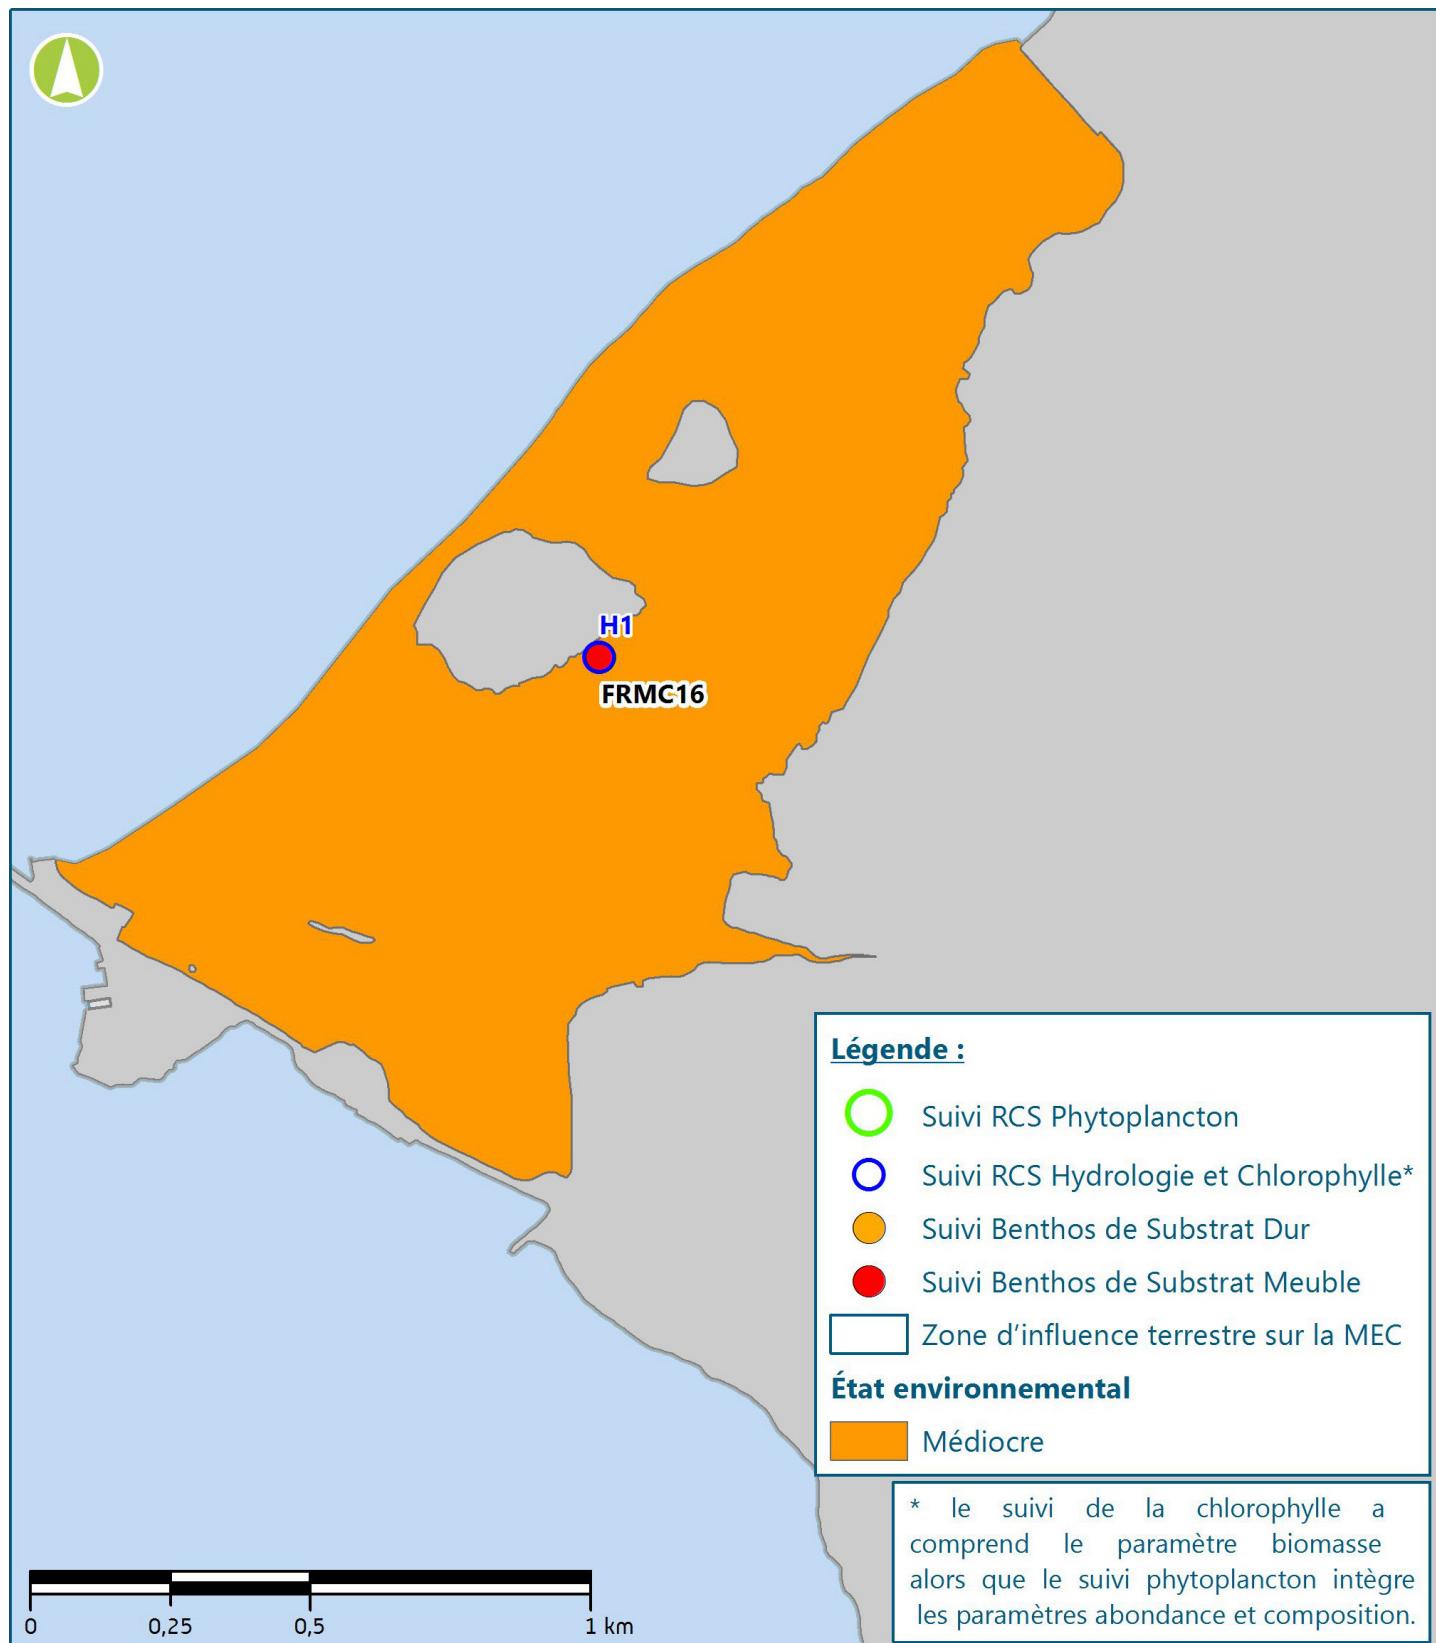 H1
FRMC16
Légende :
Suivi RCS Phytoplancton
Suivi RCS Hydrologie et Chlorophylle*
Suivi Benthos de Substrat Dur
Suivi Benthos de Substrat Meuble
Zone d’influence terrestre sur la MEC
État environnemental
Médiocre
* le suivi de la chlorophylle a
comprend le paramètre biomasse
alors que le suivi phytoplancton intègre
les paramètres abondance et composition.
0 0,25 0,5 1 km